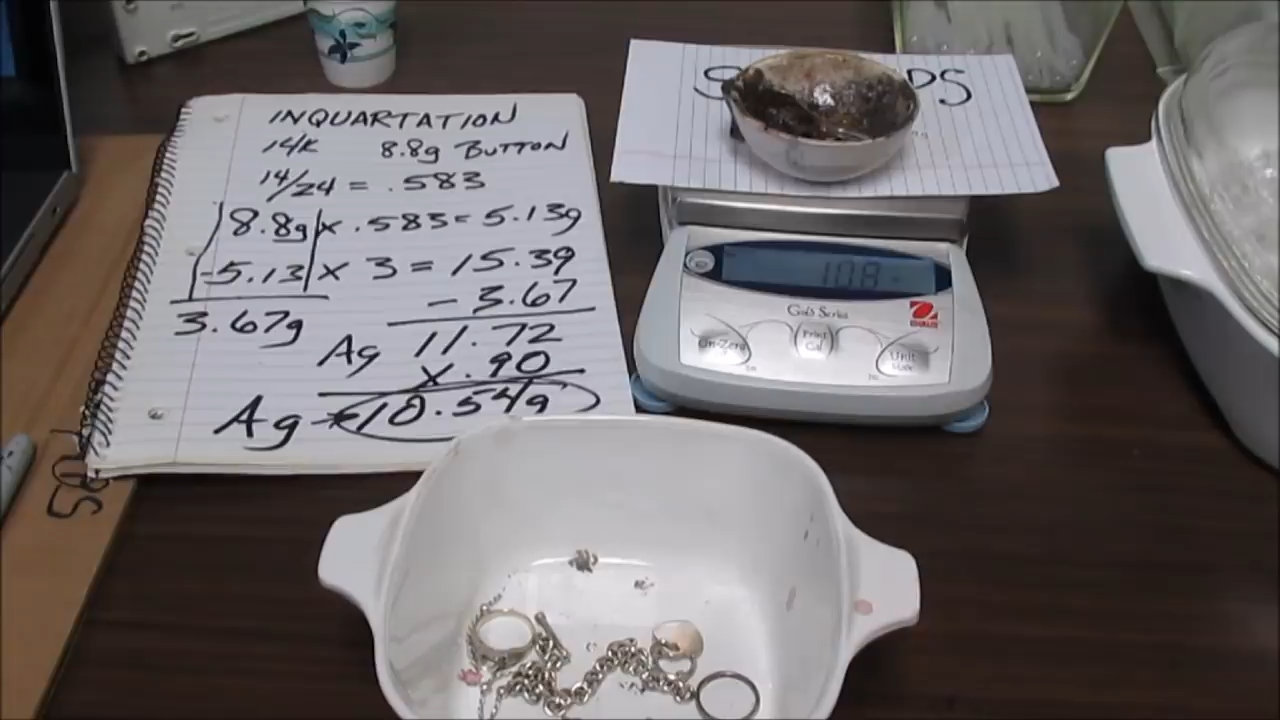 INQUARTATION
14K 8.8g BUTTON
14/24 = .583
8.8g x .583 = 5.13g
-5.13 x 3 = 15.39
3.67g
- 3.67
Ag 11.72
x .90
Ag 10.54g
S DS
108
Gold Series
On-Zero
Print
Cal
Unit
Mode
OHAUS